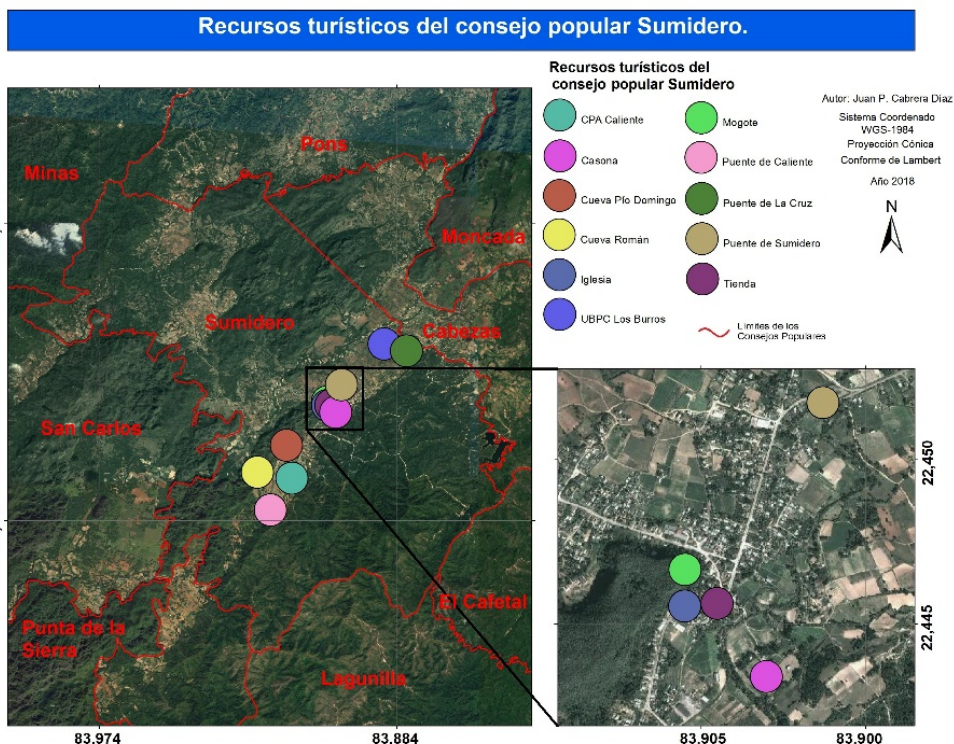 Recursos turísticos del consejo popular Sumidero.
Recursos turísticos del
consejo popular Sumidero
CPA Caliente
Casona
Cueva Pío Domingo
Cueva Román
Iglesia
UBPC Los Burros
Mogote
Puente de Caliente
Puente de La Cruz
Puente de Sumidero
Tienda
Límites de los
Consejos Populares
Autor: Juan P. Cabrera Díaz
Sistema Coordenado
WGS-1984
Proyección Cónica
Conforme de Lambert
Año 2018
N
Minas
Pons
Moncada
Sumidero
Cabezas
San Carlos
El Cafetal
Punta de la
Sierra
Lagunilla
22,450
22,445
83.974
83.884
83.905
83.900